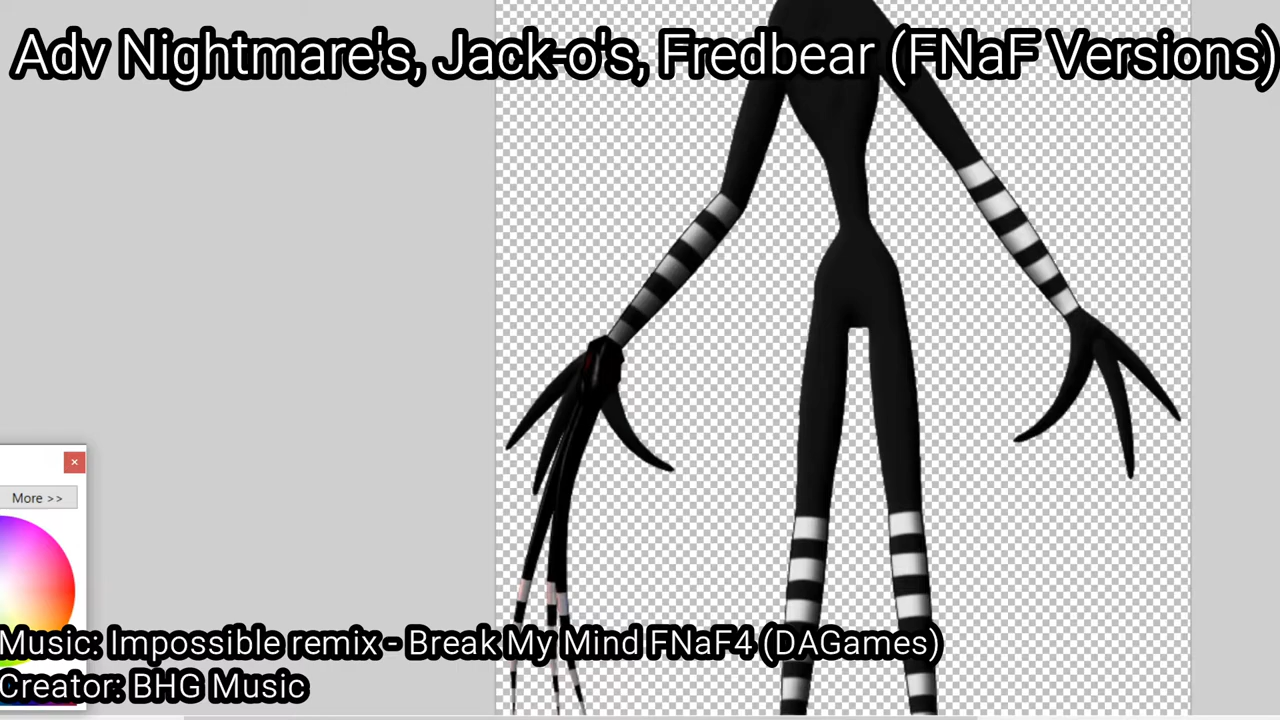 Adv Nightmare's, Jack-o's, Fredbear (FNaF Versions)
More >>
Music: Impossible remix - Break My Mind FNaF4 (DAGames)
Creator: BHG Music